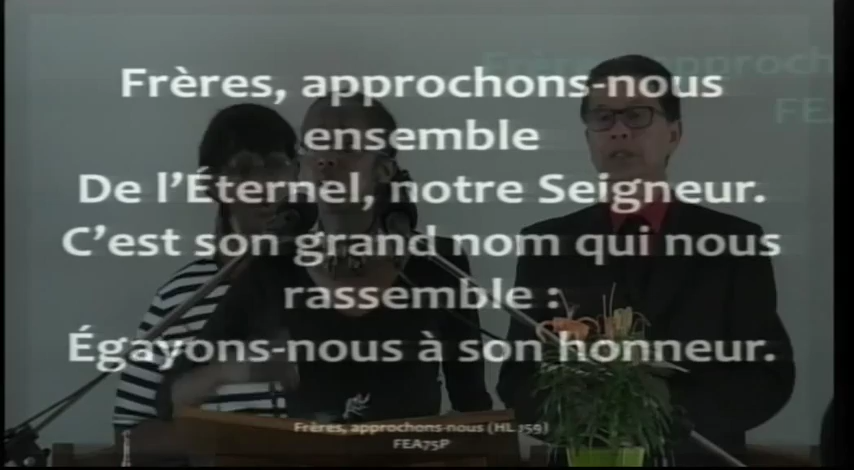 Frères, approchons-nous
ensemble
De l'Éternel, notre Seigneur.
C'est son grand nom qui nous
rassemble :
Égayons-nous à son honneur.
Frères, approchons-nous (HL 159)
FEA75P